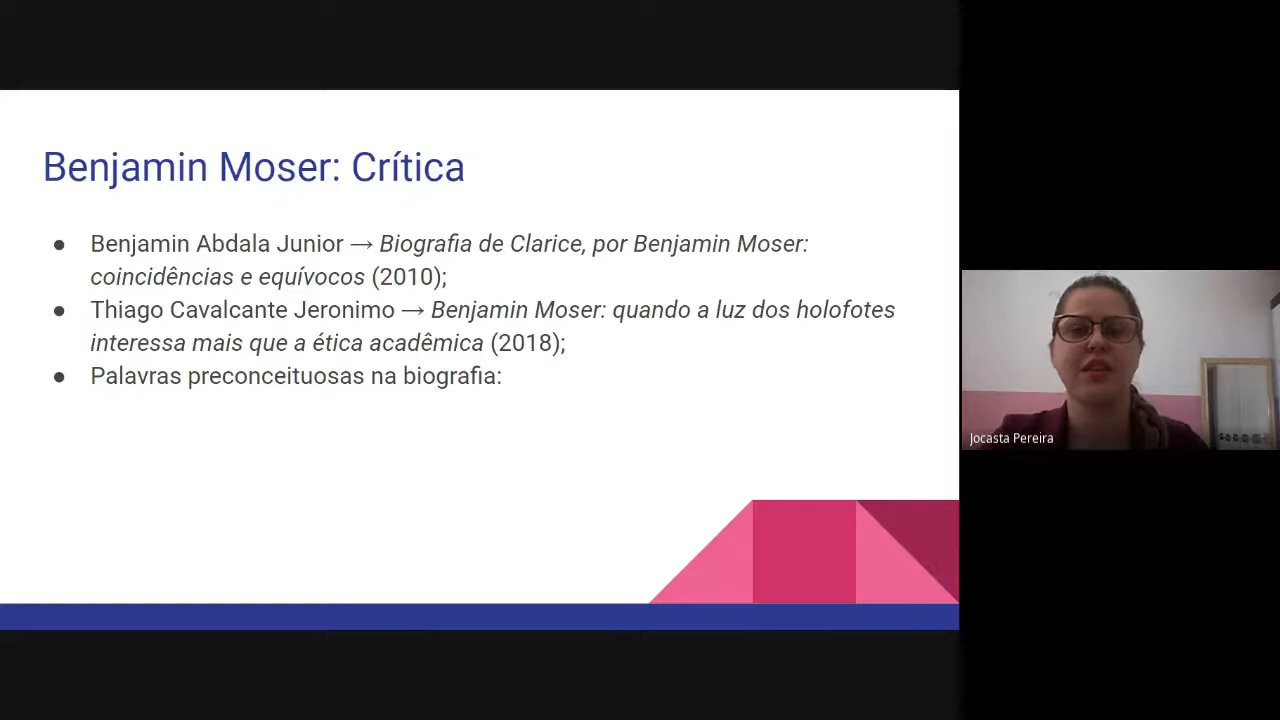 Benjamin Moser: Crítica
● Benjamin Abdala Junior → Biografia de Clarice, por Benjamin Moser:
coincidências e equívocos (2010);
● Thiago Cavalcante Jeronimo → Benjamin Moser: quando a luz dos holofotes
interessa mais que a ética acadêmica (2018);
● Palavras preconceituosas na biografia:
Jocasta Pereira